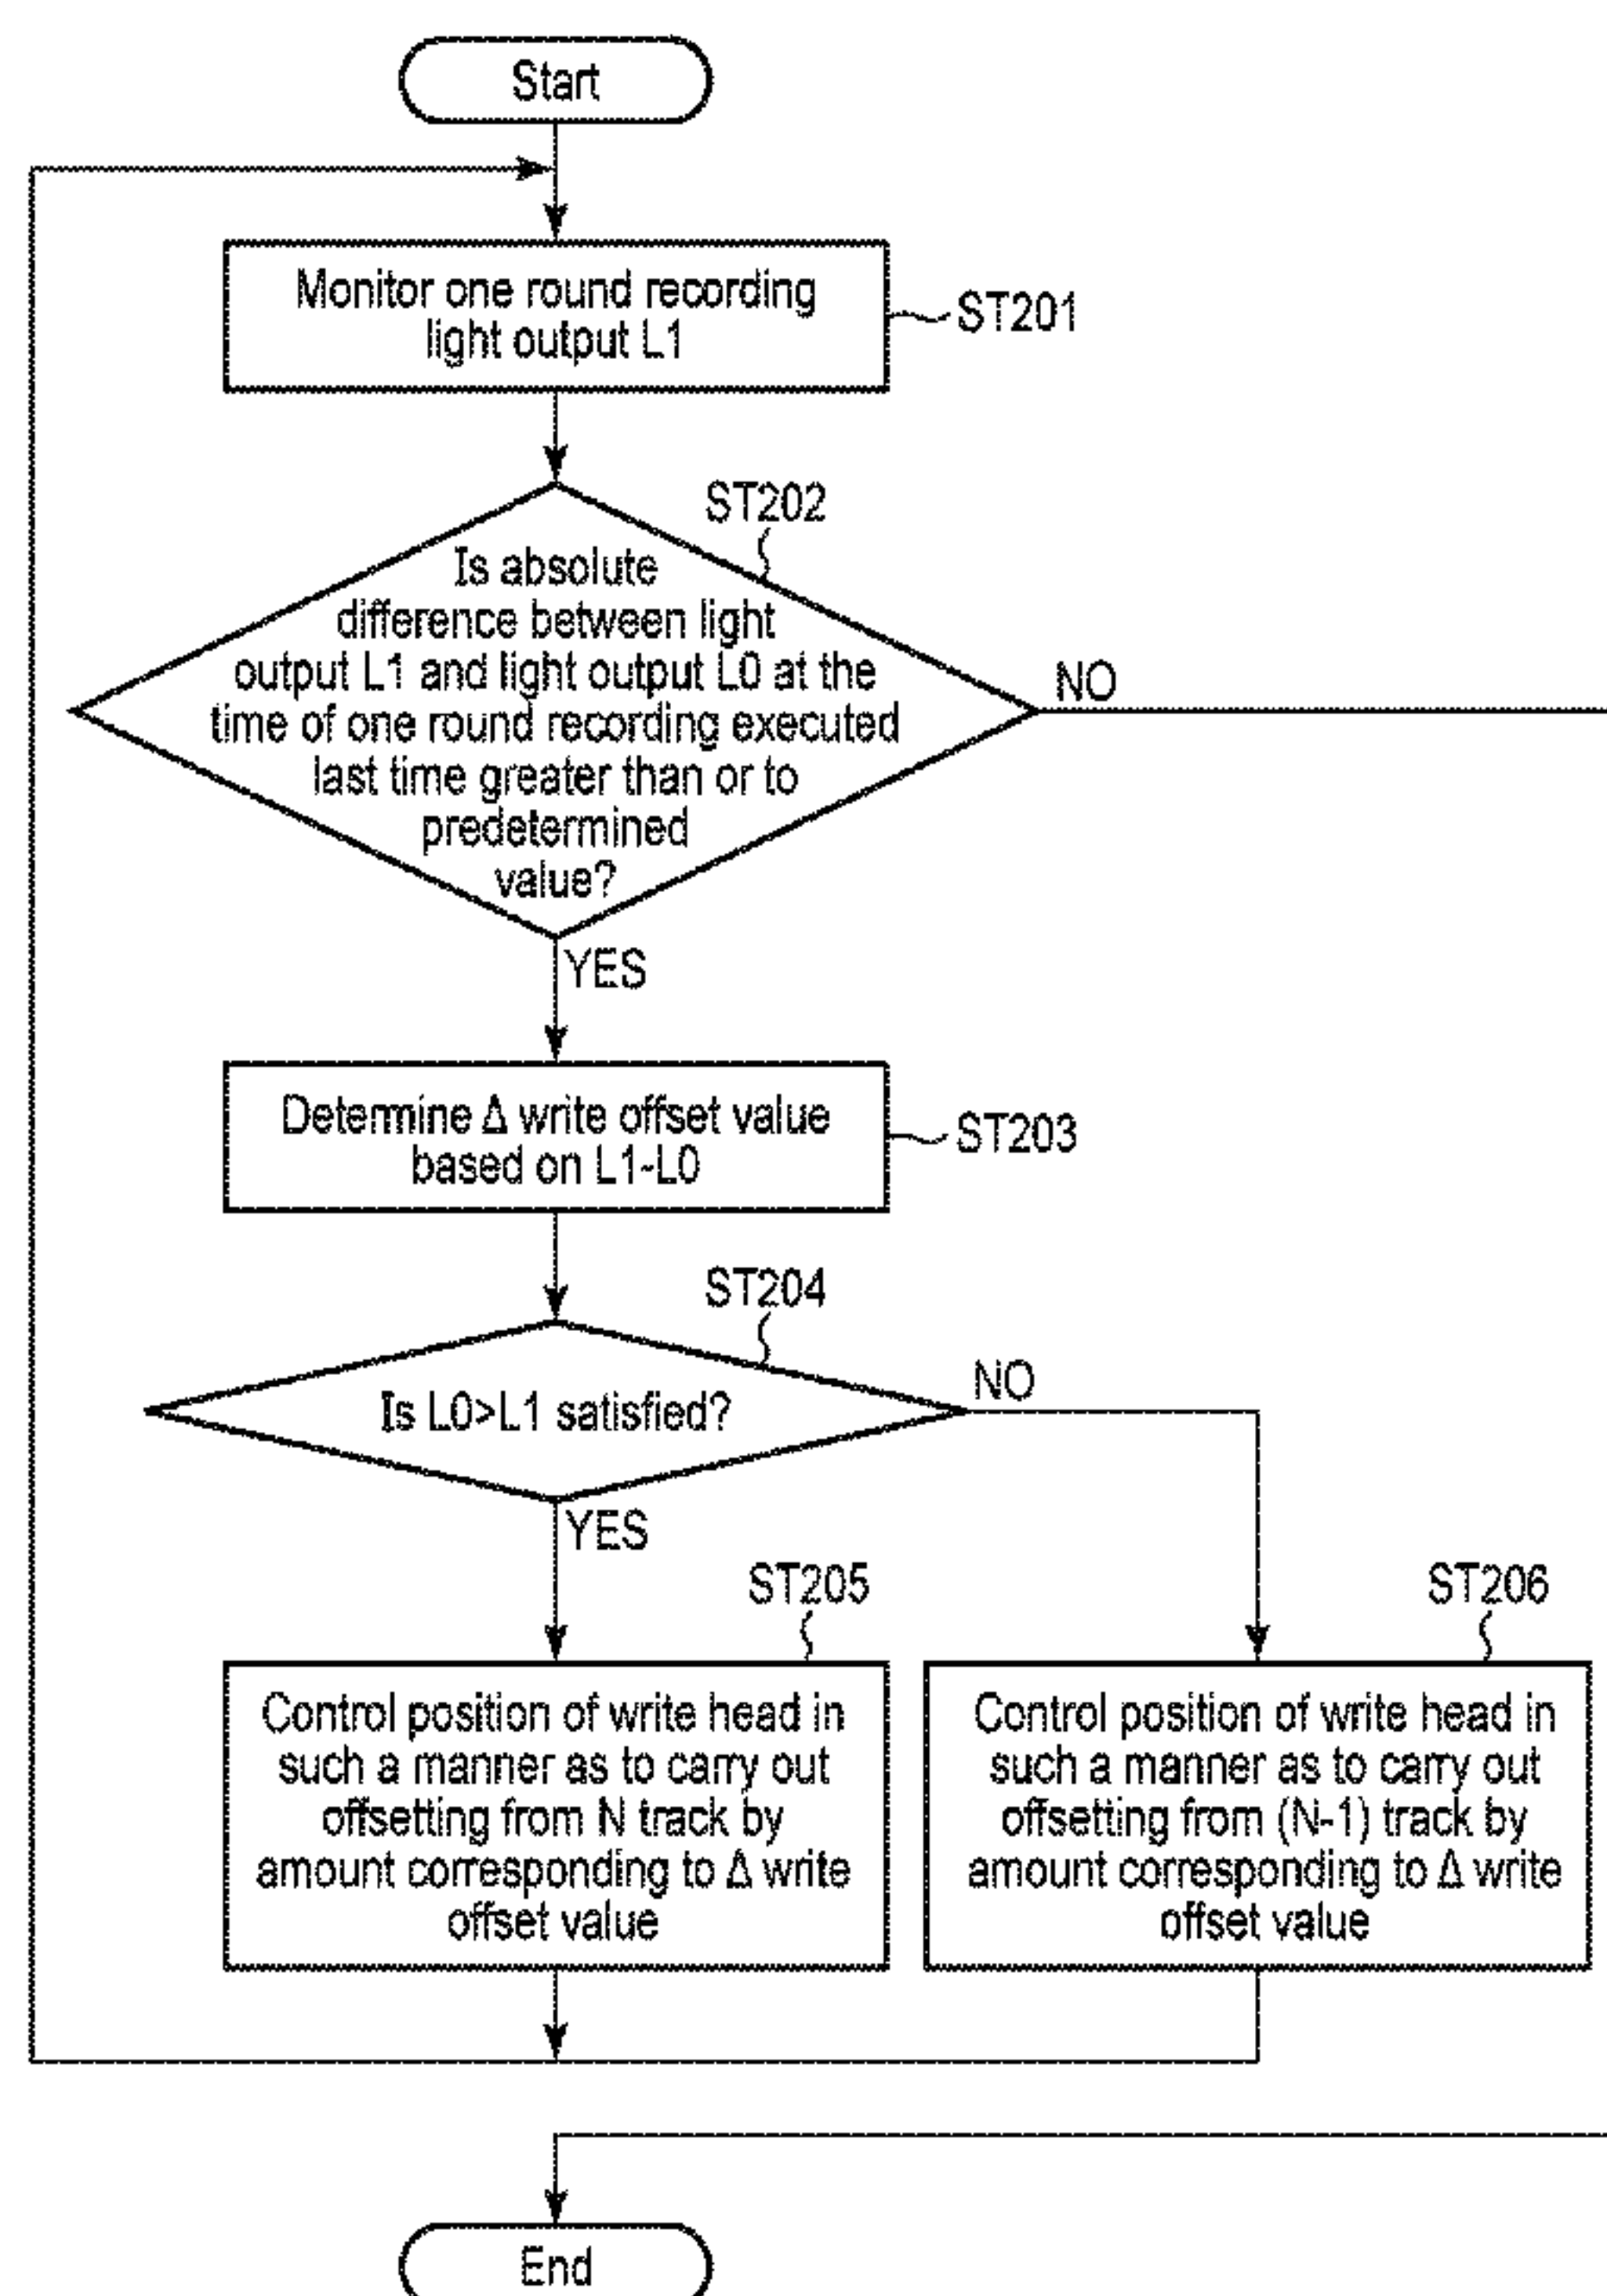 Start
Monitor one round recording
light output L1
ST201
ST202
Is absolute
difference between light
output L1 and light output L0 at the
time of one round recording executed
last time greater than or to
predetermined
value?
NO
YES
Determine Δ write offset value
based on L1-L0
ST203
ST204
Is L0>L1 satisfied?
NO
YES
ST205
Control position of write head in
such a manner as to carry out
offsetting from N track by
amount corresponding to Δ write
offset value
ST206
Control position of write head in
such a manner as to carry out
offsetting from (N-1) track by
amount corresponding to Δ write
offset value
End